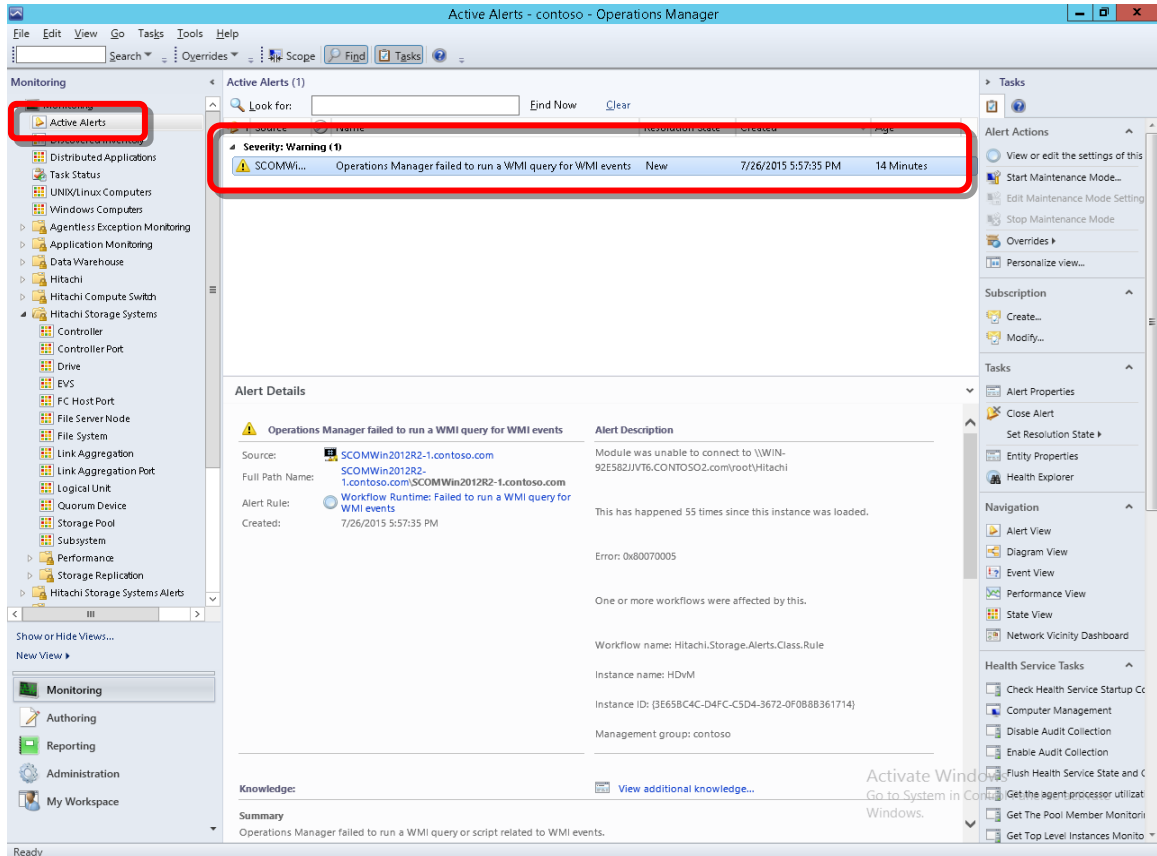 Active Alerts - contoso - Operations Manager
File Edit View Go Tasks Tools Help
Search Overrides Scope Find Tasks
Monitoring
Monitoring
Active Alerts
Discovered Inventory
Distributed Applications
Task Status
UNIX/Linux Computers
Windows Computers
Agentless Exception Monitoring
Application Monitoring
Data Warehouse
Hitachi
Hitachi Compute Switch
Hitachi Storage Systems
Controller
Controller Port
Drive
EVS
FC Host Port
File Server Node
File System
Link Aggregation
Link Aggregation Port
Logical Unit
Quorum Device
Storage Pool
Subsystem
Performance
Storage Replication
Hitachi Storage Systems Alerts
Show or Hide Views...
New View
Monitoring
Authoring
Reporting
Administration
My Workspace
Ready
Active Alerts (1)
Look for: Find Now Clear
Source Name Resolution State Created Age
Severity: Warning (1)
SCOMWi... Operations Manager failed to run a WMI query for WMI events New 7/26/2015 5:57:35 PM 14 Minutes
Alert Details
Operations Manager failed to run a WMI query for WMI events
Source: SCOMWin2012R2-1.contoso.com
Full Path Name: SCOMWin2012R2-
1.contoso.com\SCOMWin2012R2-1.contoso.com
Alert Rule: Workflow Runtime: Failed to run a WMI query for
WMI events
Created: 7/26/2015 5:57:35 PM
Alert Description
Module was unable to connect to \\WIN-
92E582JJVT6.CONTOSO2.com\root\Hitachi
This has happened 55 times since this instance was loaded.
Error: 0x80070005
One or more workflows were affected by this.
Workflow name: Hitachi.Storage.Alerts.Class.Rule
Instance name: HDvM
Instance ID: {3E65BC4C-D4FC-C5D4-3672-0F0B8B361714}
Management group: contoso
Knowledge: View additional knowledge...
Summary
Operations Manager failed to run a WMI query or script related to WMI events.
Activate Windows
Go to System in Control Panel to activate
Windows.
Tasks
Alert Actions
View or edit the settings of this
Start Maintenance Mode...
Edit Maintenance Mode Setting
Stop Maintenance Mode
Overrides
Personalize view...
Subscription
Create...
Modify...
Tasks
Alert Properties
Close Alert
Set Resolution State
Entity Properties
Health Explorer
Navigation
Alert View
Diagram View
Event View
Performance View
State View
Network Vicinity Dashboard
Health Service Tasks
Check Health Service Startup Co
Computer Management
Disable Audit Collection
Enable Audit Collection
Flush Health Service State and C
Get the agent processor utilizati
Get The Pool Member Monitori
Get Top Level Instances Monito